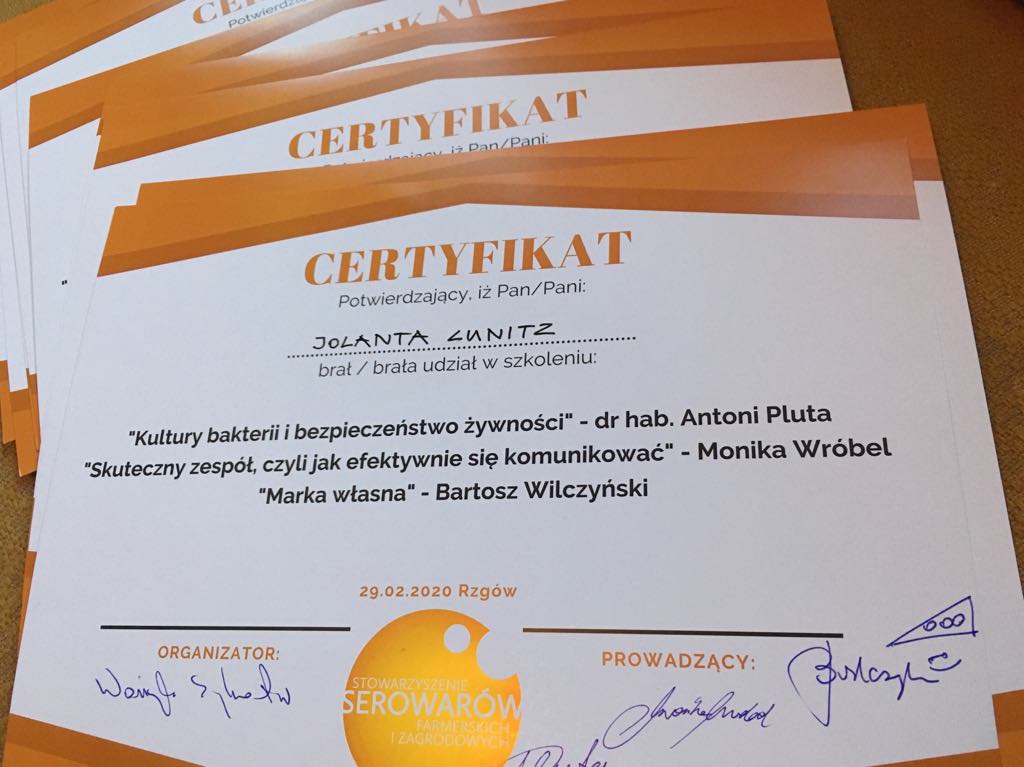 CE
Potwierdzają
CERTYFIKAT
iż Pan/Pani:
CERTYFIKAT
Potwierdzający, iż Pan/Pani:
JOLANTA LUNITZ
brał / brała udział w szkoleniu:
"Kultury bakterii i bezpieczeństwo żywności" - dr hab. Antoni Pluta
"Skuteczny zespół, czyli jak efektywnie się komunikować" - Monika Wróbel
"Marka własna" - Bartosz Wilczyński
29.02.2020 Rzgów
ORGANIZATOR:
PROWADZĄCY:
STOWARZYSZENIE
SEROWARÓW
FARMERSKICH
I ZAGRODOWYCH